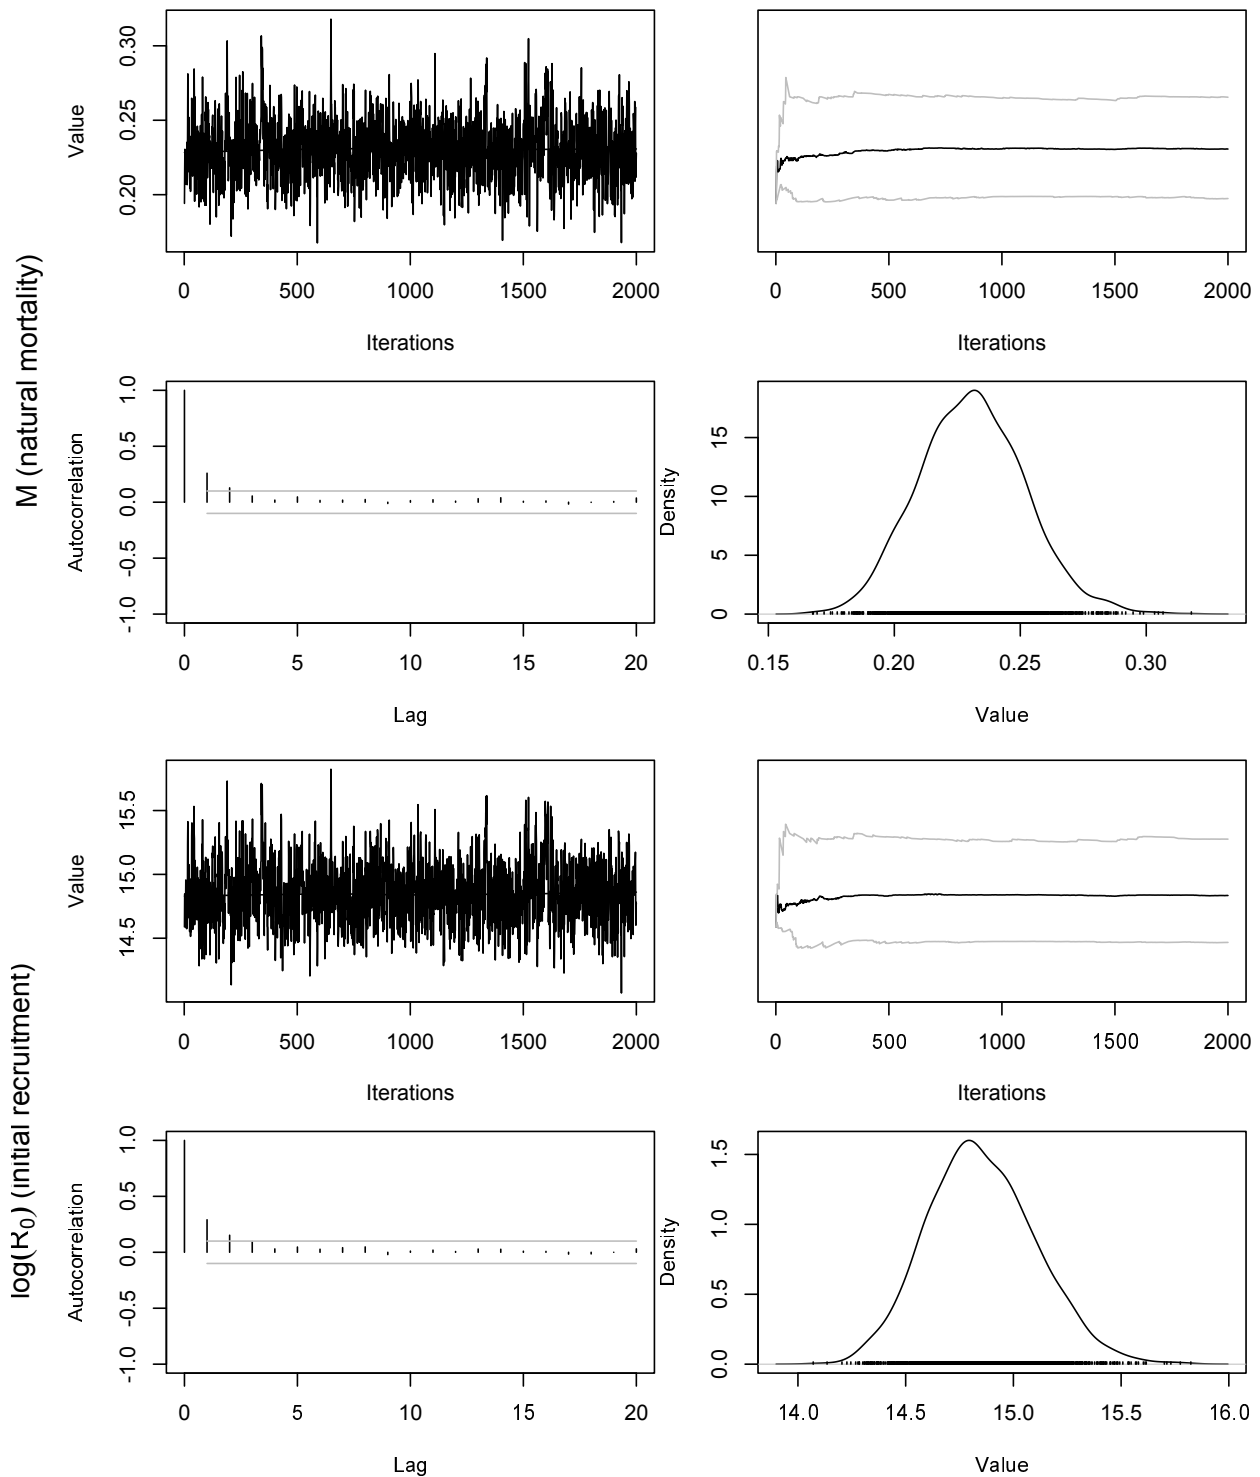 M (natural mortality)
Value
0.20 0.25 0.30
0 500 1000 1500 2000
Iterations
0 500 1000 1500 2000
Iterations
Autocorrelation
-1.0 -0.5 0.0 0.5 1.0
0 5 10 15 20
Lag
Density
0 5 10 15
0.15 0.20 0.25 0.30
Value
log(R0) (initial recruitment)
Value
14.5 15.0 15.5
0 500 1000 1500 2000
Iterations
0 500 1000 1500 2000
Iterations
Autocorrelation
-1.0 -0.5 0.0 0.5 1.0
0 5 10 15 20
Lag
Density
0.0 0.5 1.0 1.5
14.0 14.5 15.0 15.5 16.0
Value